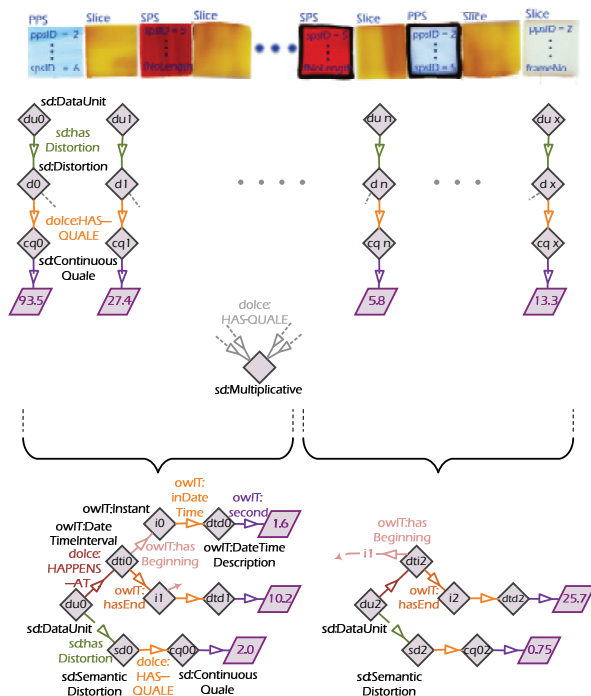 PPS Slice SPS Slice SPS Slice PPS Slice Slice
ppsID = 2
spsID = 5
ppsID = 2
ppsID = 2
fNoLength
fNoLength
spsID = 5
frameNo
sd:DataUnit
du0 du1 du n du x
sd:has
Distortion
sd:Distortion
d0 d1 d n d x
dolce:HAS—
QUALE
cq0 cq1 cq n cq x
sd:Continuous
Quale
93.5 27.4 5.8 13.3
dolce:
HAS-QUALE
sd:Multiplicative
owlT:
inDate
Time
owlT:Instant
owlT:
second
i0 dtd0 1.6
owlT:Date
TimeInterval
owlT:has
Beginning
owlT:DateTime
Description
dolce:
HAPPENS
—AT
dti0
owlT:
hasEnd
i1 dtd1 10.2
du0
sd:DataUnit
sd:has
Distortion
sd0 cq00 2.0
sd:Semantic
Distortion
dolce:
HAS—
QUALE
sd:Continuous
Quale
owlT:has
Beginning
i1 dti2
owlT:
hasEnd
i2 dtd2 25.7
du2
sd:DataUnit
sd2 cq02 0.75
sd:Semantic
Distortion